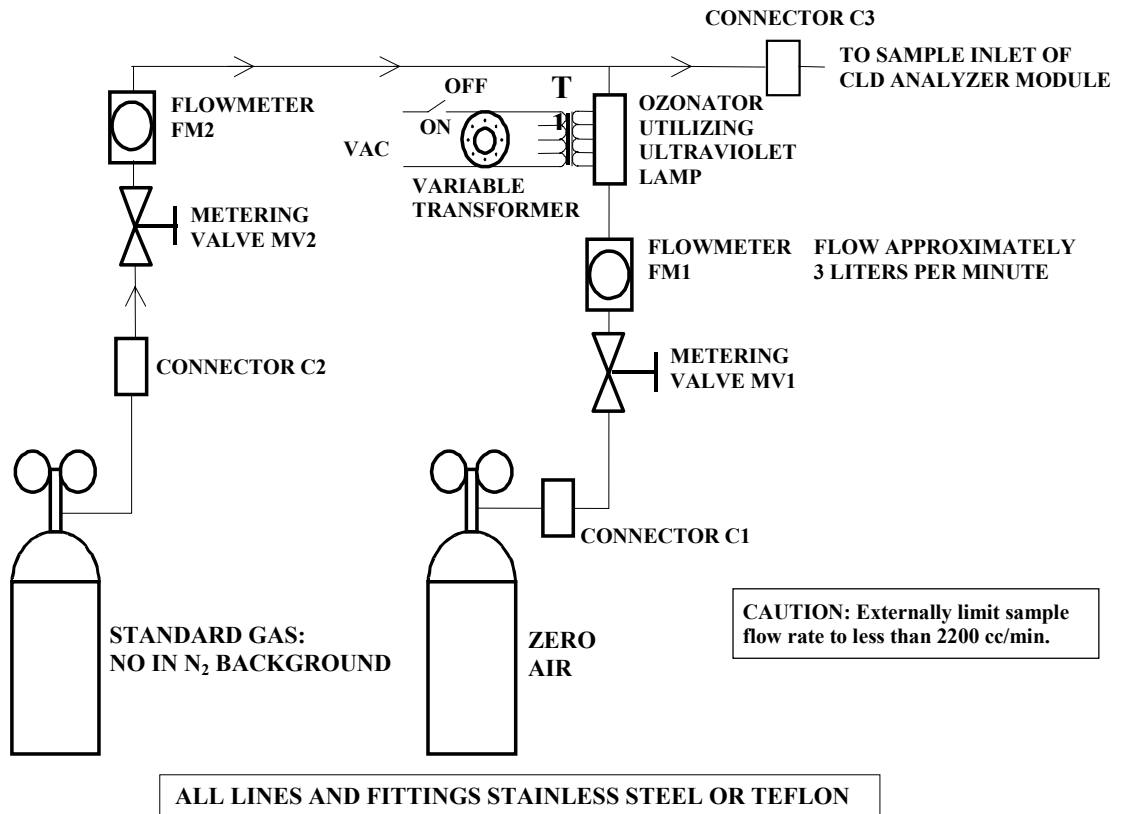 CONNECTOR C3
TO SAMPLE INLET OF
CLD ANALYZER MODULE
FLOWMETER
FM2
OFF
ON
VAC
VARIABLE
TRANSFORMER
T
1
OZONATOR
UTILIZING
ULTRAVIOLET
LAMP
METERING
VALVE MV2
FLOWMETER
FM1
FLOW APPROXIMATELY
3 LITERS PER MINUTE
CONNECTOR C2
METERING
VALVE MV1
CONNECTOR C1
STANDARD GAS:
NO IN N₂ BACKGROUND
ZERO
AIR
CAUTION: Externally limit sample
flow rate to less than 2200 cc/min.
ALL LINES AND FITTINGS STAINLESS STEEL OR TEFLON